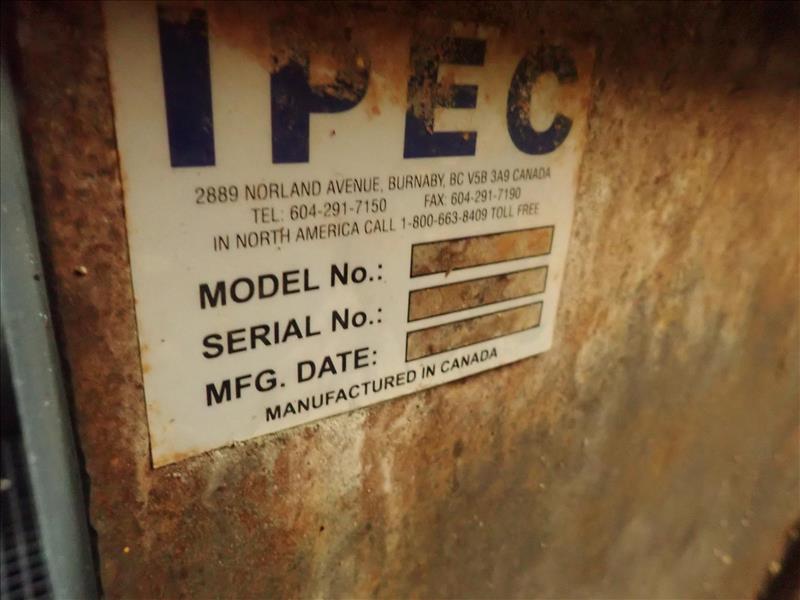 IPEC
2889 NORLAND AVENUE, BURNABY, BC V5B 3A9 CANADA
TEL: 604-291-7150 FAX: 604-291-7190
IN NORTH AMERICA CALL 1-800-663-8409 TOLL FREE
MODEL No.:
SERIAL No.:
MFG. DATE:
MANUFACTURED IN CANADA